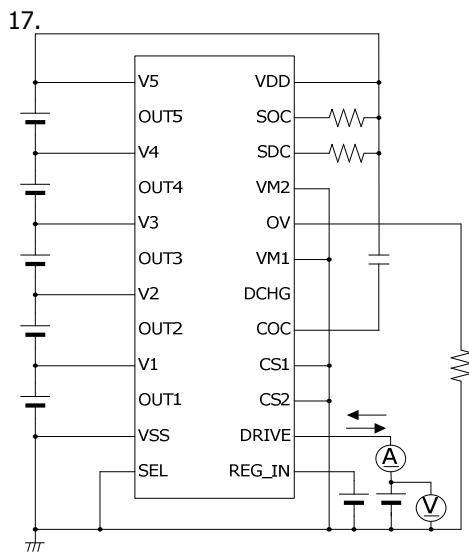 17.
V5 VDD
OUT5 SOC
V4 SDC
OUT4 VM2
V3 OV
OUT3 VM1
V2 DCHG
OUT2 COC
V1 CS1
OUT1 CS2
VSS DRIVE
SEL REG_IN
A
V